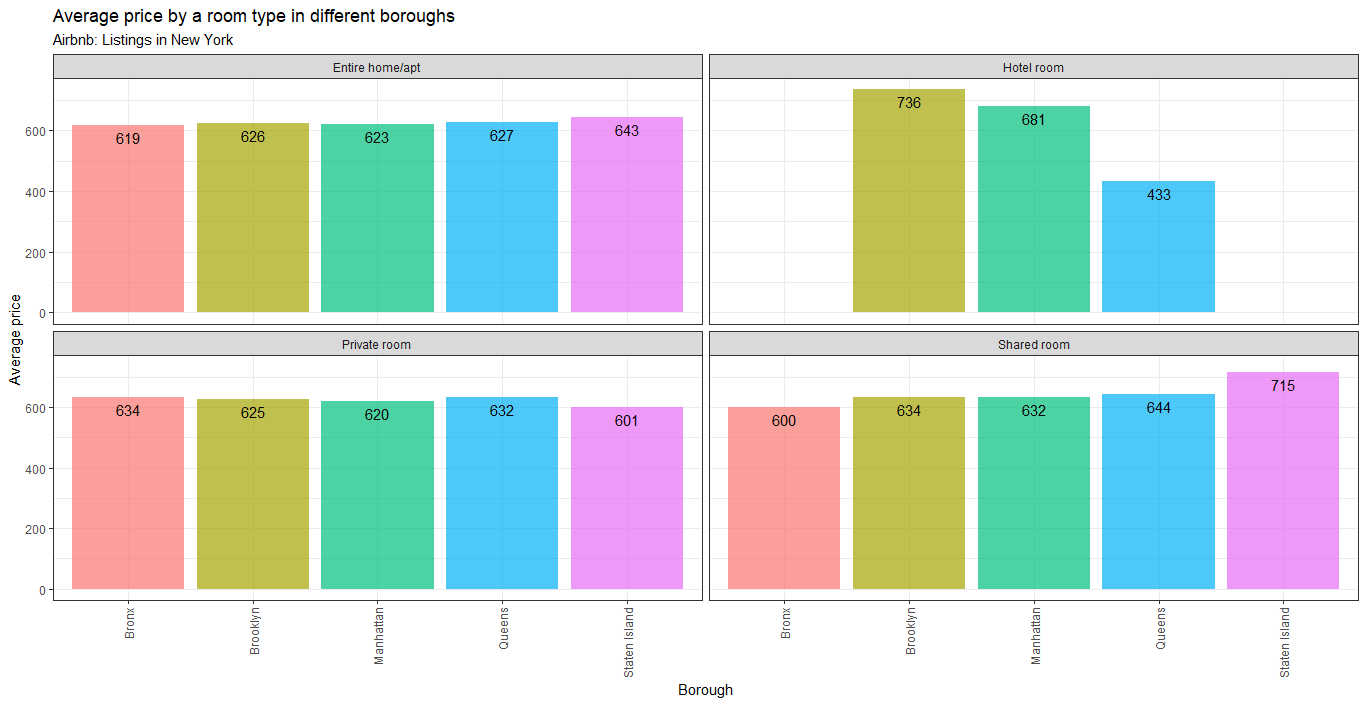 Average price by a room type in different boroughs
Airbnb: Listings in New York
Entire home/apt
Hotel room
Average price
600
400
200
0
619
626
623
627
643
736
681
433
Private room
Shared room
600
400
200
0
634
625
620
632
601
600
634
632
644
715
Bronx
Brooklyn
Manhattan
Queens
Staten Island
Bronx
Brooklyn
Manhattan
Queens
Staten Island
Borough